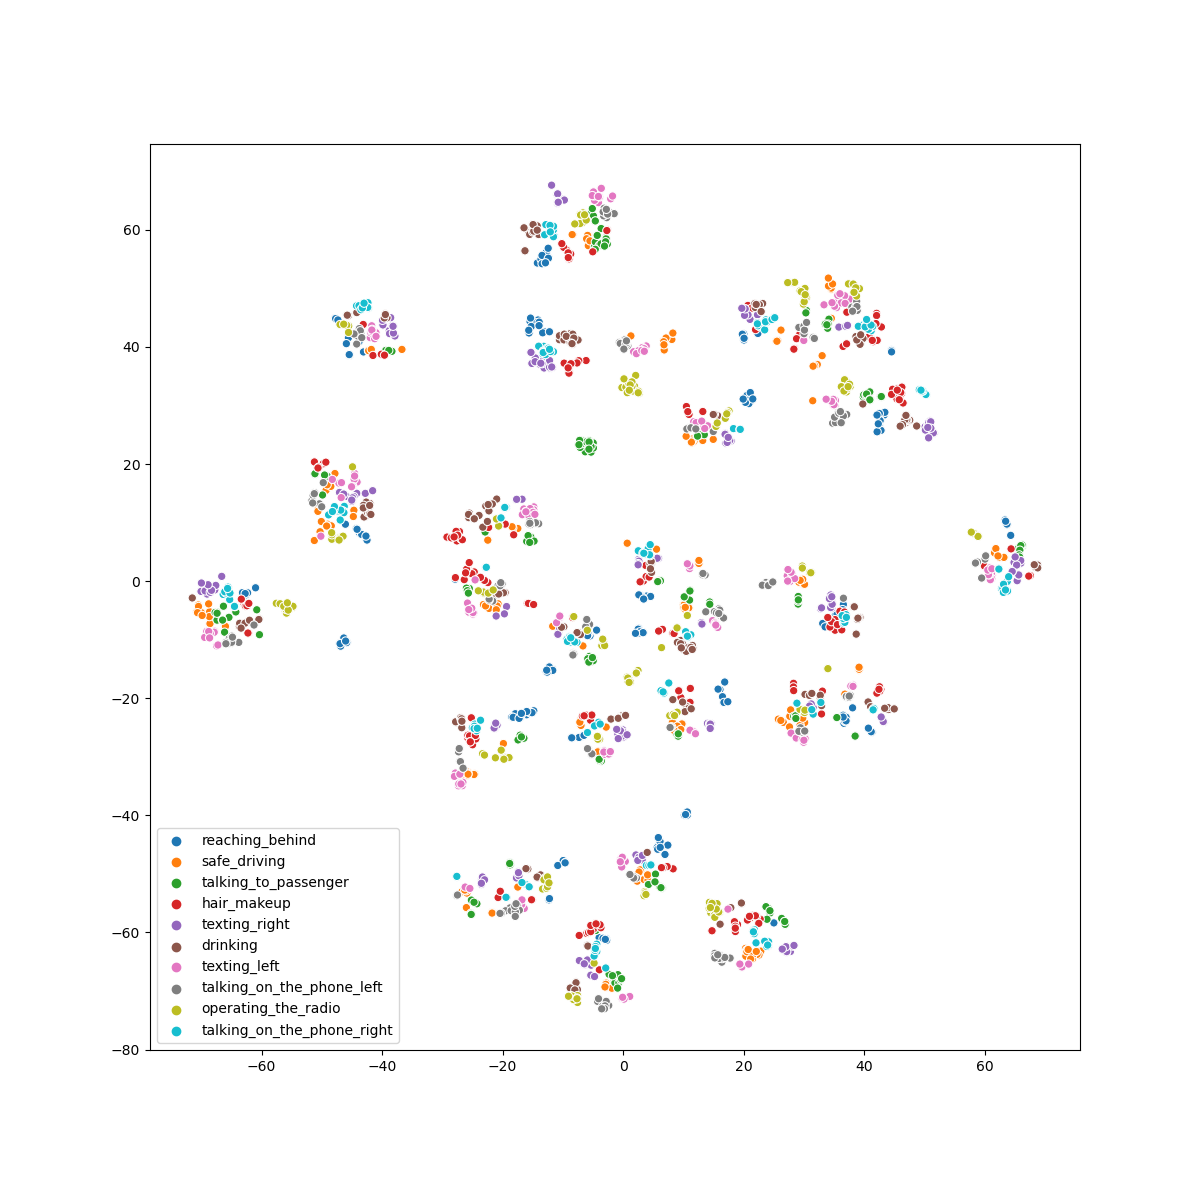 60
40
20
0
−20
−40
−60
−80
reaching_behind
safe_driving
talking_to_passenger
hair_makeup
texting_right
drinking
texting_left
talking_on_the_phone_left
operating_the_radio
talking_on_the_phone_right
−60 −40 −20 0 20 40 60